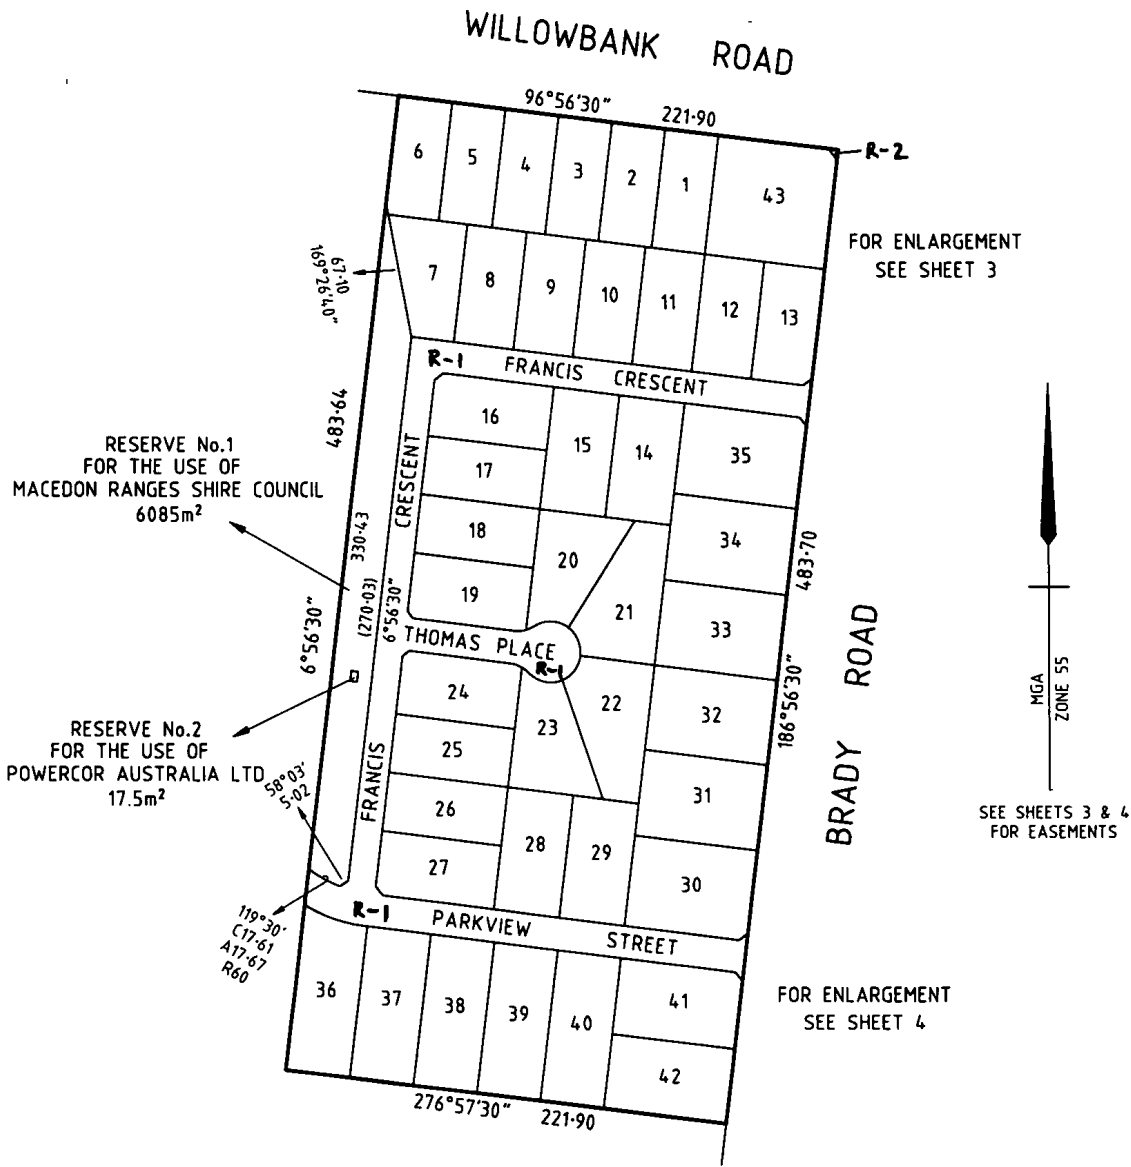 WILLOWBANK ROAD
96°56'30" 221·90
R-2
6 5 4 3 2 1 43
FOR ENLARGEMENT
SEE SHEET 3
67·10
169°26'40"
7 8 9 10 11 12 13
R-1 FRANCIS CRESCENT
483·64
16 15 14 35
17
18 34
19 20 21 33
CRESCENT
RESERVE No.1
FOR THE USE OF
MACEDON RANGES SHIRE COUNCIL
6085m²
330·43
(270·03)
6°56'30"
6°56'30"
THOMAS PLACE
R-1
483·70
186°56'30"
BRADY ROAD
MGA
ZONE 55
SEE SHEETS 3 & 4
FOR EASEMENTS
24 23 22 32
25
26 31
27 28 29 30
FRANCIS
RESERVE No.2
FOR THE USE OF
POWERCOR AUSTRALIA LTD
17.5m²
58°03'
5·02
119°30'
C17·61
A17·67
R60
R-1 PARKVIEW STREET
36 37 38 39 40 41
42
FOR ENLARGEMENT
SEE SHEET 4
276°57'30" 221·90